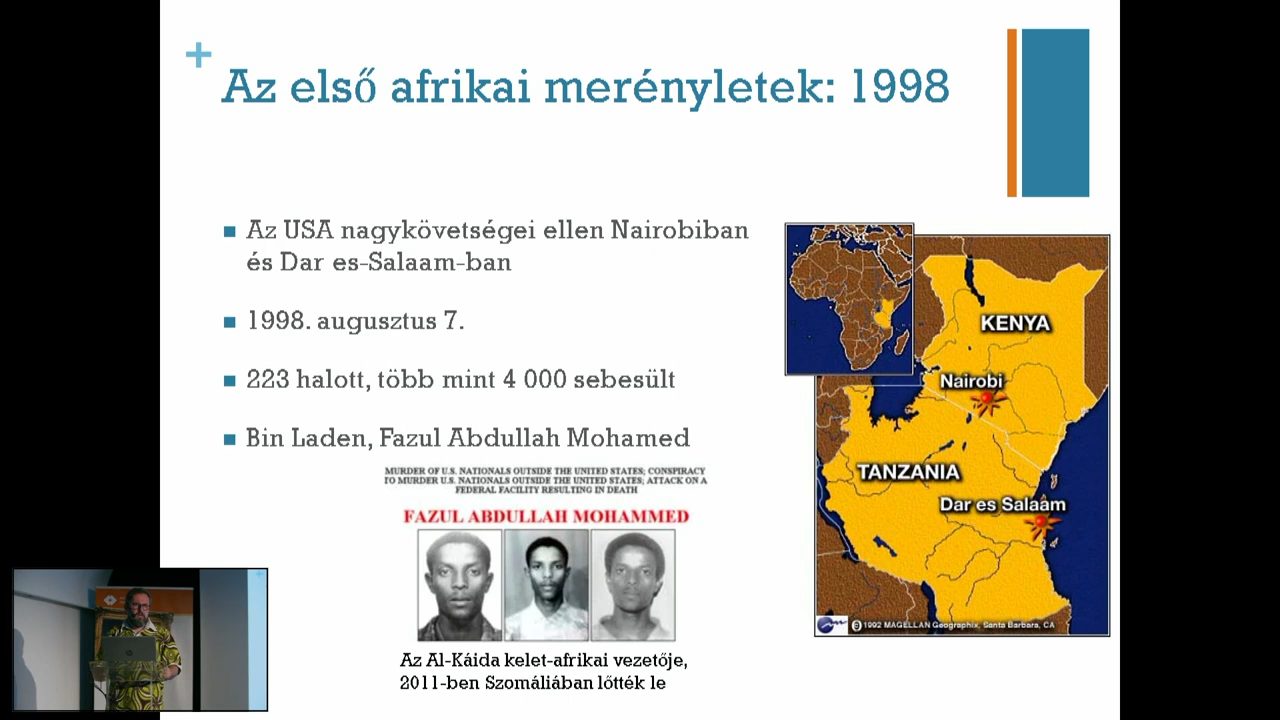 +
Az első afrikai merényletek: 1998
Az USA nagykövetségei ellen Nairobiban
és Dar es-Salaam-ban
1998. augusztus 7.
223 halott, több mint 4 000 sebesült
Bin Laden, Fazul Abdullah Mohamed
MURDER OF U.S. NATIONALS OUTSIDE THE UNITED STATES; CONSPIRACY
TO MURDER U.S. NATIONALS OUTSIDE THE UNITED STATES; ATTACK ON A
FEDERAL FACILITY RESULTING IN DEATH
FAZUL ABDULLAH MOHAMMED
Az Al-Káida kelet-afrikai vezetője,
2011-ben Szomáliában lőtték le
KENYA
Nairobi
TANZANIA
Dar es Salaam
© 1992 MAGELLAN Geographix, Santa Barbara, CA